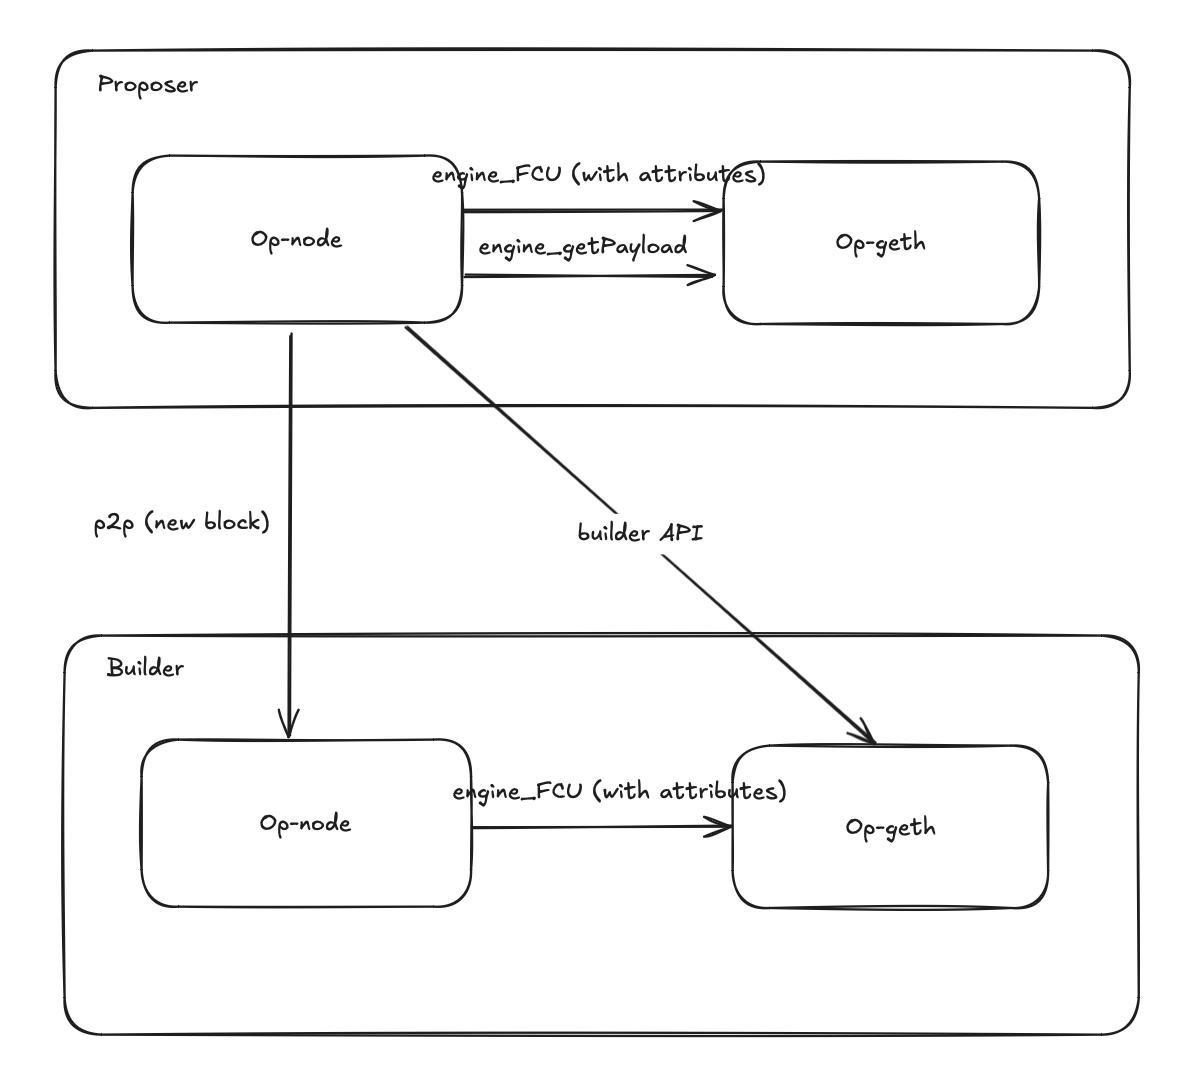 Proposer
engine_FCU (with attributes)
Op-node
engine_getPayload
Op-geth
p2p (new block)
builder API
Builder
engine_FCU (with attributes)
Op-node
Op-geth